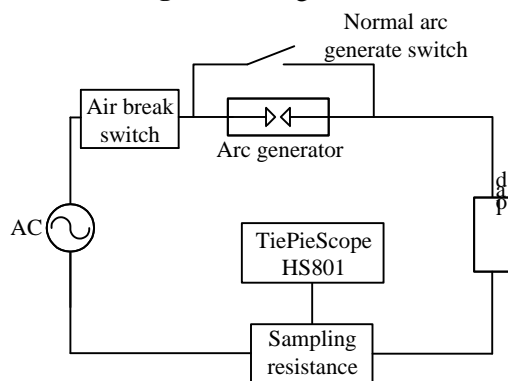 Normal arc
generate switch
Air break
switch
Arc generator
AC
TiePieScope
HS801
Sampling
resistance